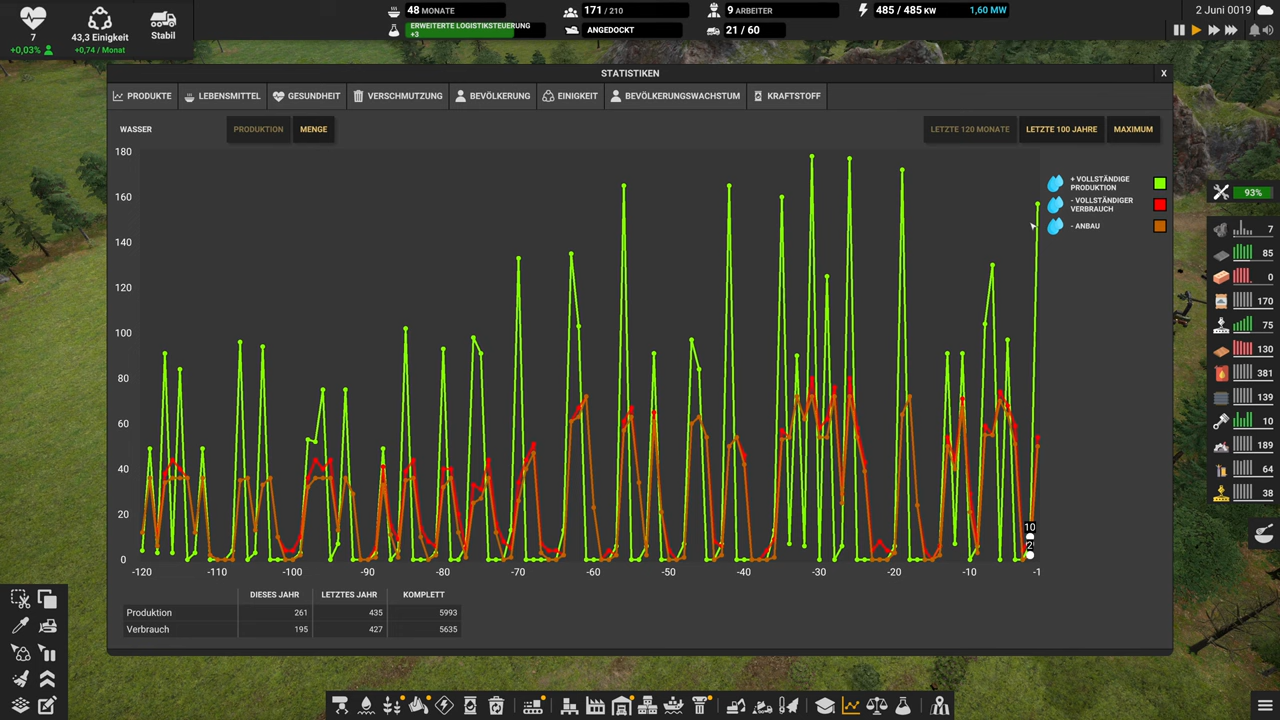 7
+0,03%
43,3 Einigkeit
+0,74 / Monat
Stabil
48 MONATE
ERWEITERTE LOGISTIKSTEUERUNG
+3
171 / 210
ANGEDOCKT
9 ARBEITER
21 / 60
485 / 485 KW
1,60 MW
2 Juni 0019
STATISTIKEN
X
PRODUKTE
LEBENSMITTEL
GESUNDHEIT
VERSCHMUTZUNG
BEVÖLKERUNG
EINIGKEIT
BEVÖLKERUNGSWACHSTUM
KRAFTSTOFF
WASSER
PRODUKTION
MENGE
LETZTE 120 MONATE
LETZTE 100 JAHRE
MAXIMUM
180
160
140
120
100
80
60
40
20
0
-120
-110
-100
-90
-80
-70
-60
-50
-40
-30
-20
-10
-1
10
2
+ VOLLSTÄNDIGE
PRODUKTION
- VOLLSTÄNDIGER
VERBRAUCH
- ANBAU
DIESES JAHR
LETZTES JAHR
KOMPLETT
Produktion
261
435
5993
Verbrauch
195
427
5635
93%
7
85
0
170
75
130
381
139
10
189
64
38